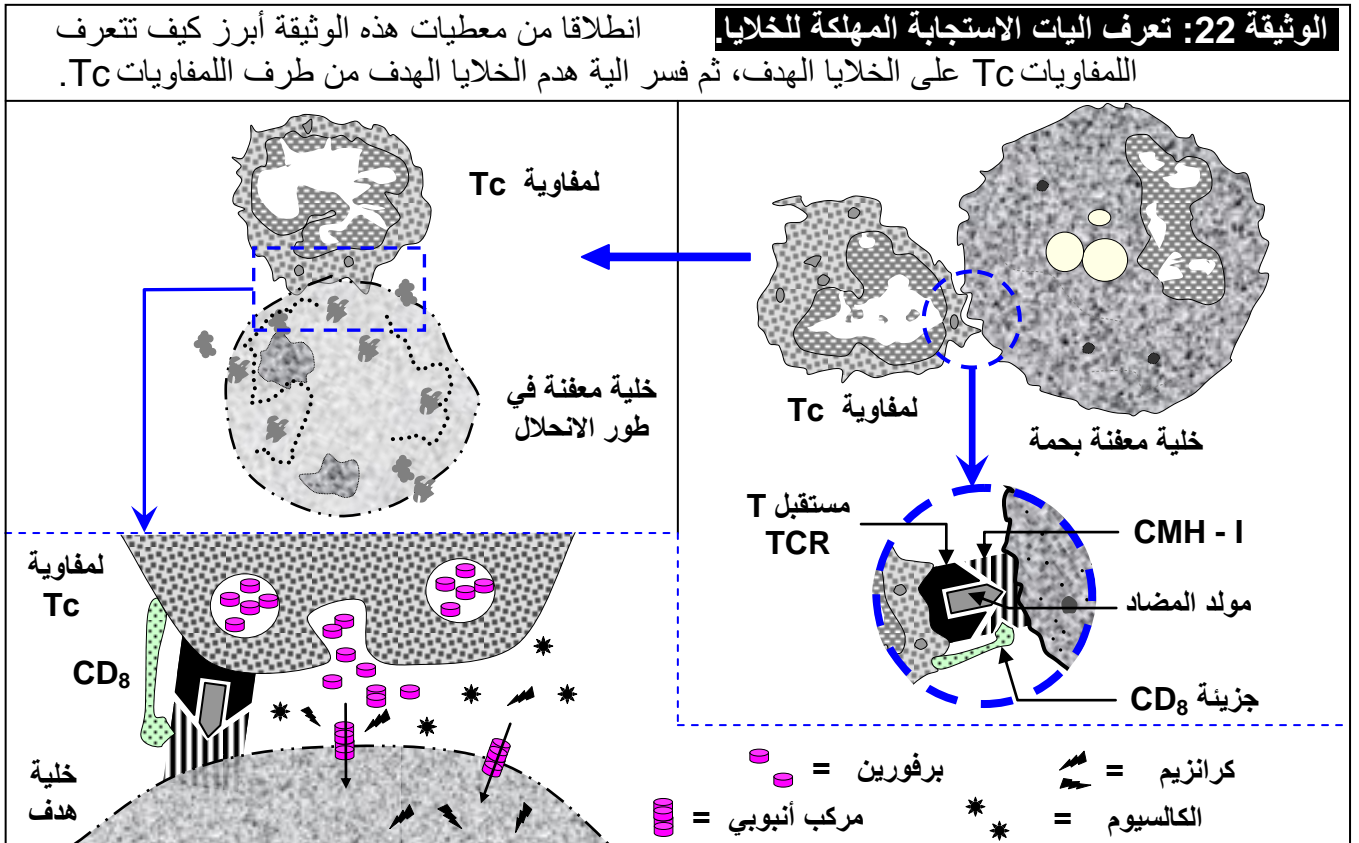 الوثيقة 22: تعرف اليات الاستجابة المهلكة للخلايا. انطلاقا من معطيات هذه الوثيقة أبرز كيف تتعرف
اللمفاويات Tc على الخلايا الهدف، ثم فسر الية هدم الخلايا الهدف من طرف اللمفاويات Tc.
لمفاوية Tc
خلية معفنة بحمة
مستقبل T
TCR
CMH - I
مولد المضاد
جزيئة CD₈
لمفاوية Tc
خلية معفنة في
طور الانحلال
لمفاوية
Tc
CD₈
خلية
هدف
كرانزيم =
برفورين =
الكالسيوم =
مركب أنبوبي =